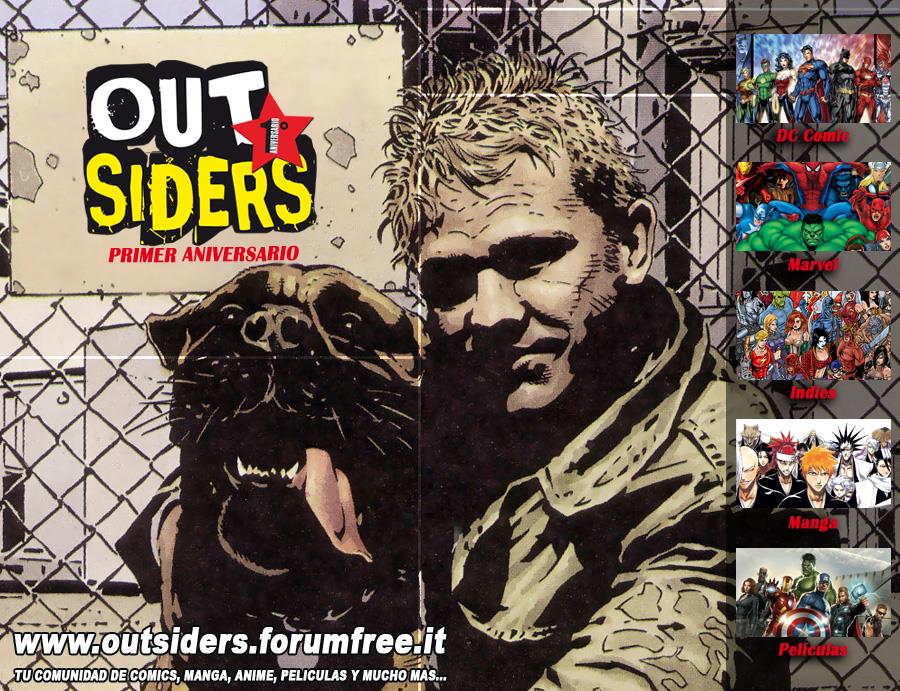 OUT
SIDERS
1º
ANIVERSARIO
PRIMER ANIVERSARIO
DC Comic
Marvel
Indies
Manga
Peliculas
www.outsiders.forumfree.it
TU COMUNIDAD DE COMICS, MANGA, ANIME, PELICULAS Y MUCHO MAS...